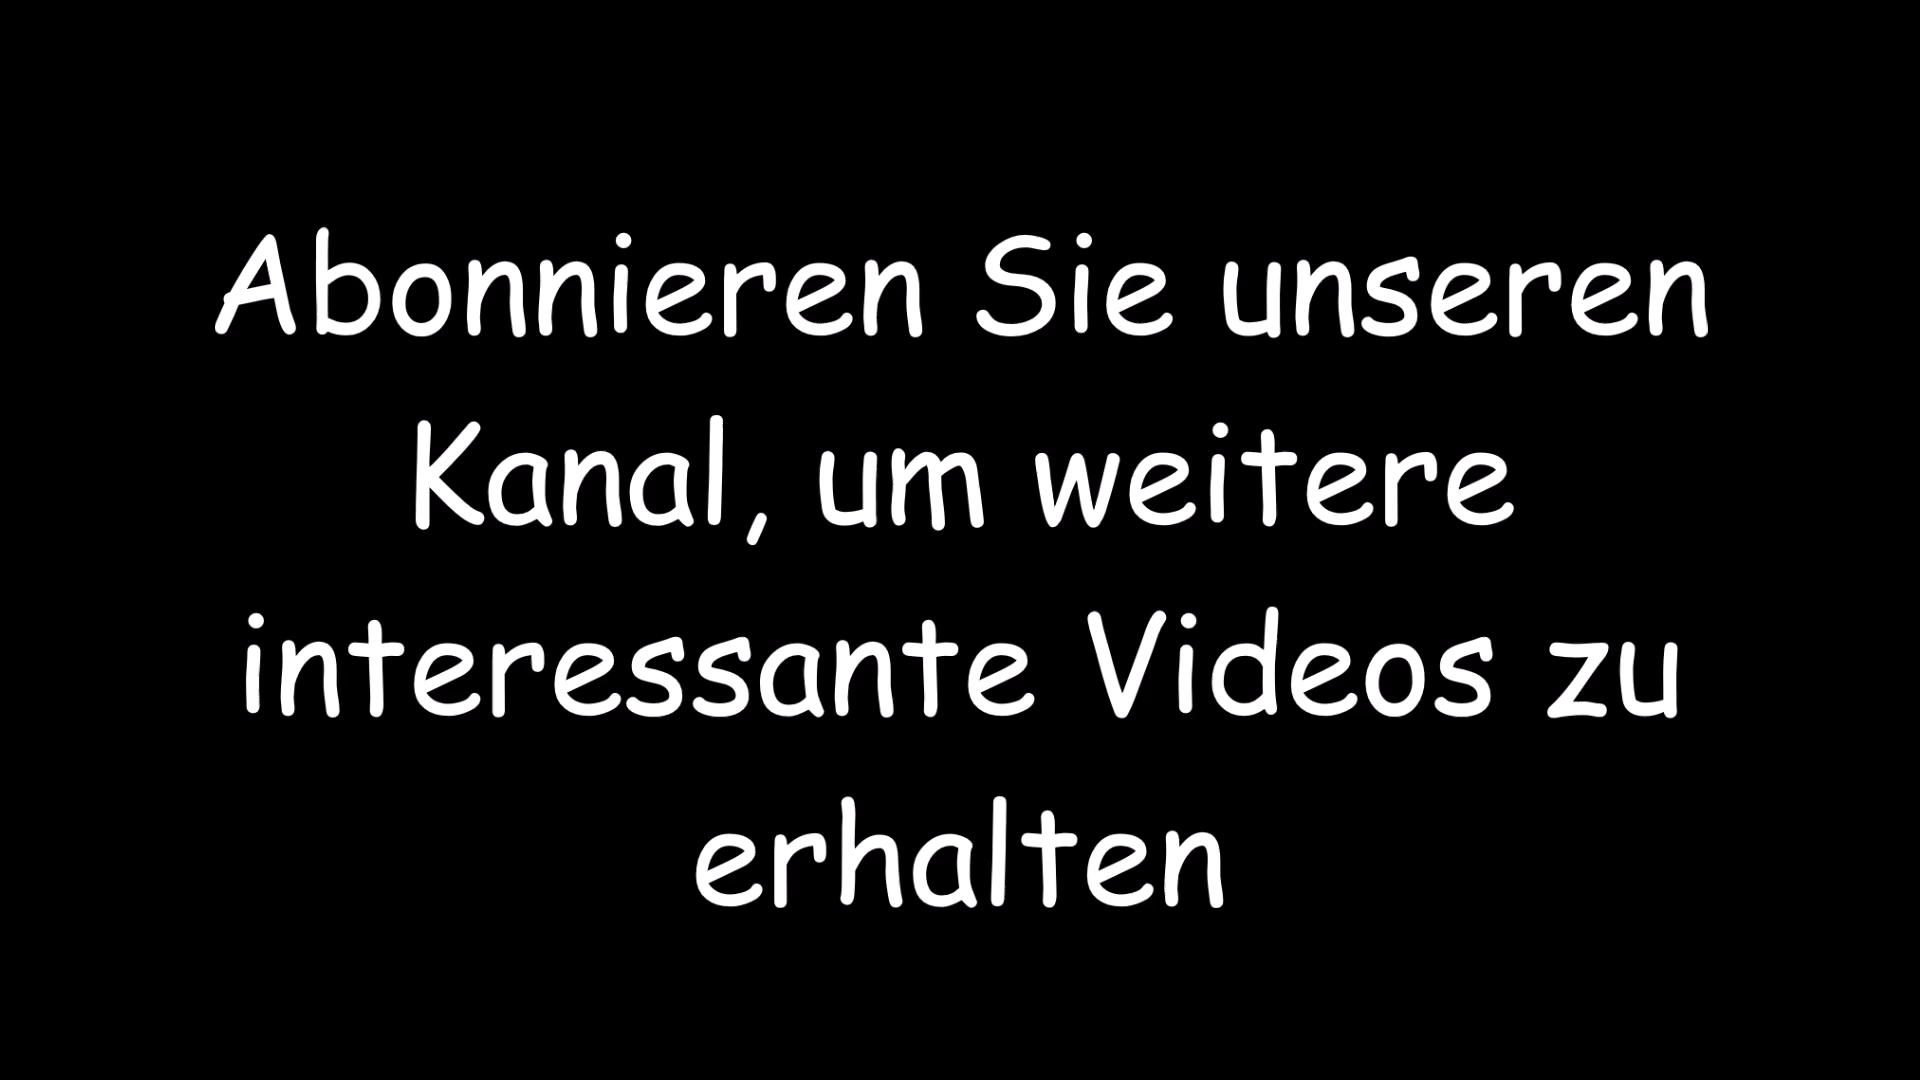 Abonnieren Sie unseren
Kanal, um weitere
interessante Videos zu
erhalten